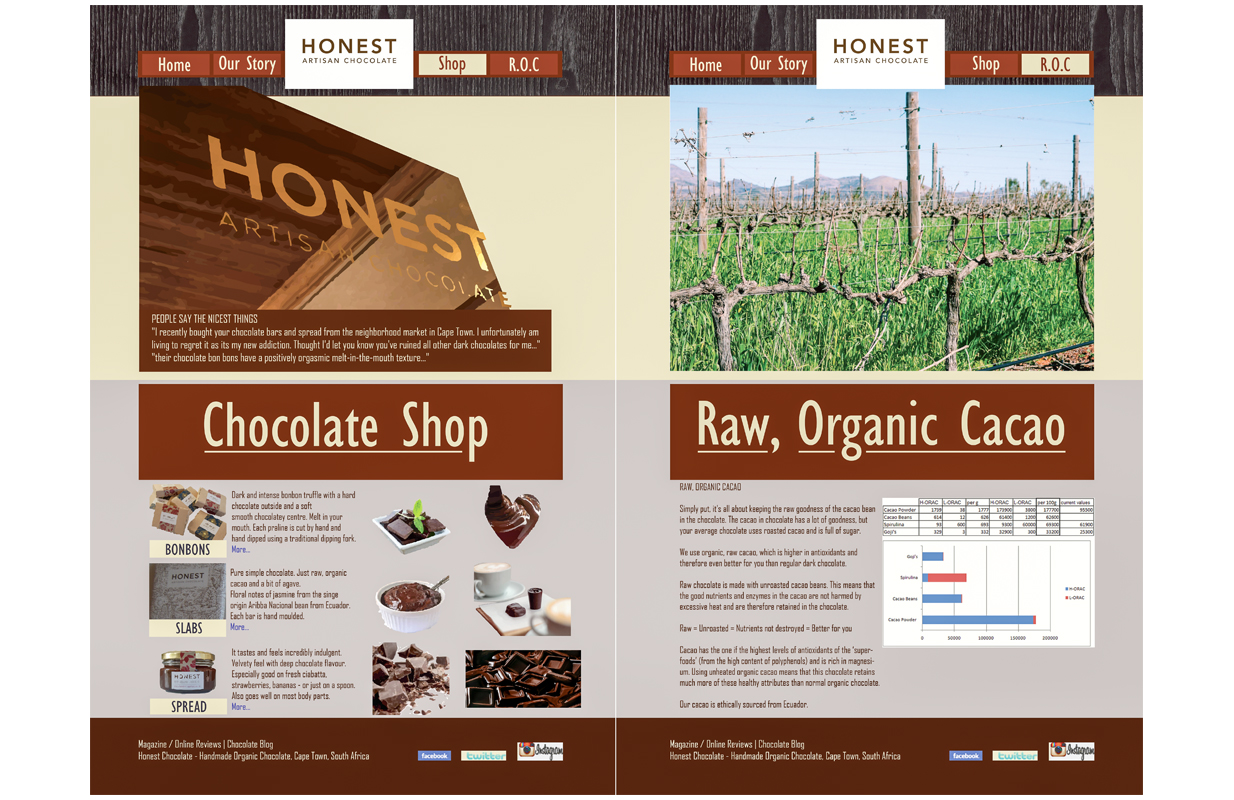 Home
Our Story
HONEST
ARTISAN CHOCOLATE
Shop
R.O.C
HONEST
ARTISAN CHOCOLATE
PEOPLE SAY THE NICEST THINGS
"I recently bought your chocolate bars and spread from the neighborhood market in Cape Town. I unfortunately am
living to regret it as its my new addiction. Thought I'd let you know you've ruined all other dark chocolates for me..."
"their chocolate bon bons have a positively orgasmic melt-in-the-mouth texture..."
Chocolate Shop
BONBONS
Dark and intense bonbon truffle with a hard
chocolate outside and a soft
smooth chocolatey centre. Melt in your
mouth. Each praline is cut by hand and
hand dipped using a traditional dipping fork.
More...
HONEST
SLABS
Pure simple chocolate. Just raw, organic
cacao and a bit of agave.
Floral notes of jasmine from the singe
origin Aribba Nacional bean from Ecuador.
Each bar is hand moulded.
More...
HONEST
SPREAD
It tastes and feels incredibly indulgent.
Velvety feel with deep chocolate flavour.
Especially good on fresh ciabatta,
strawberries, bananas - or just on a spoon.
Also goes well on most body parts.
More...
Magazine / Online Reviews | Chocolate Blog
Honest Chocolate - Handmade Organic Chocolate, Cape Town, South Africa
facebook
twitter
Instagram
Home
Our Story
HONEST
ARTISAN CHOCOLATE
Shop
R.O.C
Raw, Organic Cacao
RAW, ORGANIC CACAO
Simply put, it's all about keeping the raw goodness of the cacao bean
in the chocolate. The cacao in chocolate has a lot of goodness, but
your average chocolate uses roasted cacao and is full of sugar.
We use organic, raw cacao, which is higher in antioxidants and
therefore even better for you than regular dark chocolate.
Raw chocolate is made with unroasted cacao beans. This means that
the good nutrients and enzymes in the cacao are not harmed by
excessive heat and are therefore retained in the chocolate.
Raw = Unroasted = Nutrients not destroyed = Better for you
Cacao has the one if the highest levels of antioxidants of the 'super-
foods' (from the high content of polyphenols) and is rich in magnesi-
um. Using unheated organic cacao means that this chocolate retains
much more of these healthy attributes than normal organic chocolate.
Our cacao is ethically sourced from Ecuador.
H-ORAC L-ORAC per g H-ORAC L-ORAC per 100g current values
Cacao Powder 1739 38 1777 173900 3800 177700 95500
Cacao Beans 614 12 626 61400 1200 62600
Spirulina 93 600 693 9300 60000 69300 61900
Goji's 329 3 332 32900 300 33200 25300
Goji's
Spirulina
Cacao Beans
Cacao Powder
H-ORAC
L-ORAC
0 50000 100000 150000 200000
Magazine / Online Reviews | Chocolate Blog
Honest Chocolate - Handmade Organic Chocolate, Cape Town, South Africa
facebook
twitter
Instagram